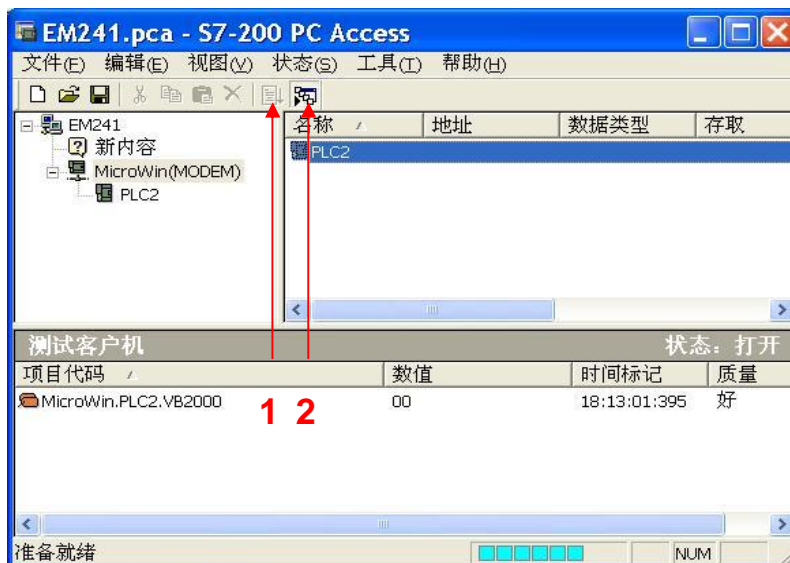 EM241.pca - S7-200 PC Access
文件(F) 编辑(E) 视图(V) 状态(S) 工具(T) 帮助(H)
EM241
新内容
MicroWin(MODEM)
PLC2
名称 地址 数据类型 存取
PLC2
测试客户机 状态: 打开
项目代码 数值 时间标记 质量
MicroWin.PLC2.VB2000 00 18:13:01:395 好
1 2
准备就绪 NUM